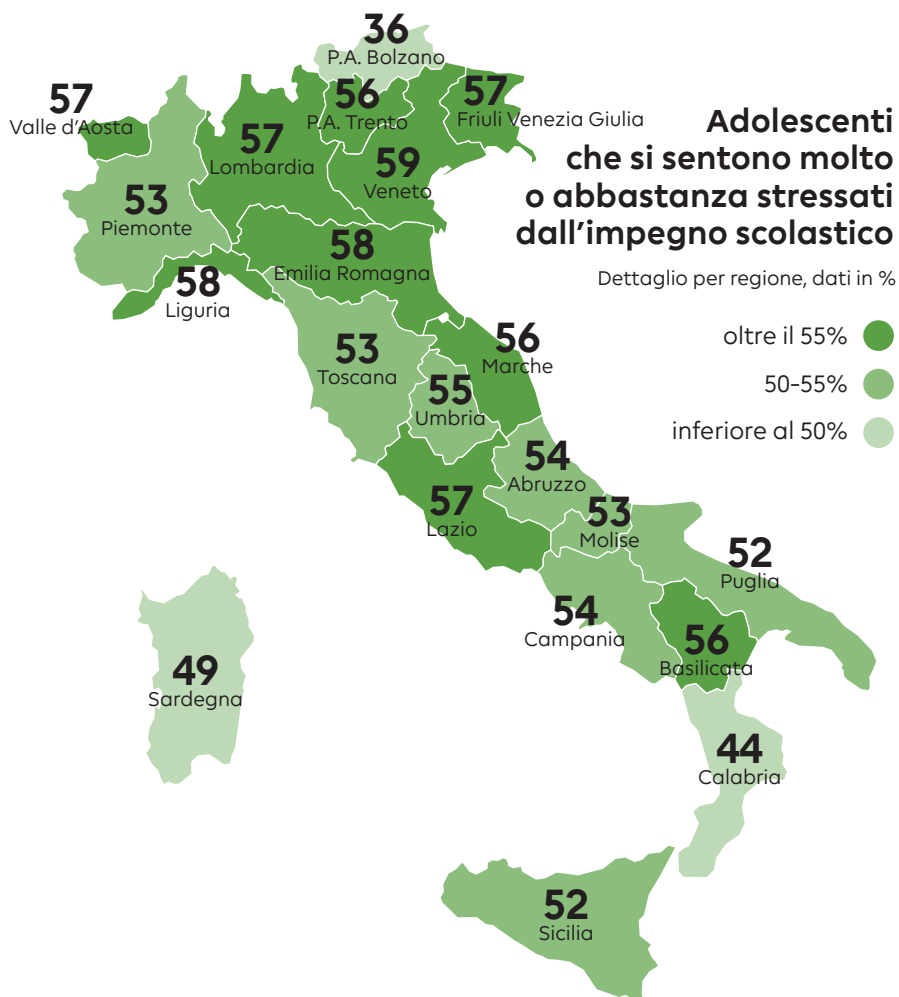 Adolescenti
che si sentono molto
o abbastanza stressati
dall'impegno scolastico
Dettaglio per regione, dati in %
oltre il 55%
50-55%
inferiore al 50%
36
P.A. Bolzano
57
Valle d'Aosta
56
P.A. Trento
57
Friuli Venezia Giulia
57
Lombardia
59
Veneto
53
Piemonte
58
Emilia Romagna
58
Liguria
53
Toscana
56
Marche
55
Umbria
54
Abruzzo
57
Lazio
53
Molise
52
Puglia
54
Campania
56
Basilicata
49
Sardegna
44
Calabria
52
Sicilia